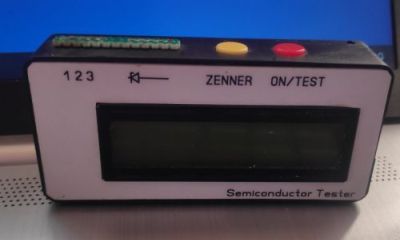 1 2 3 ZENNER ON/TEST
Semiconductor Tester